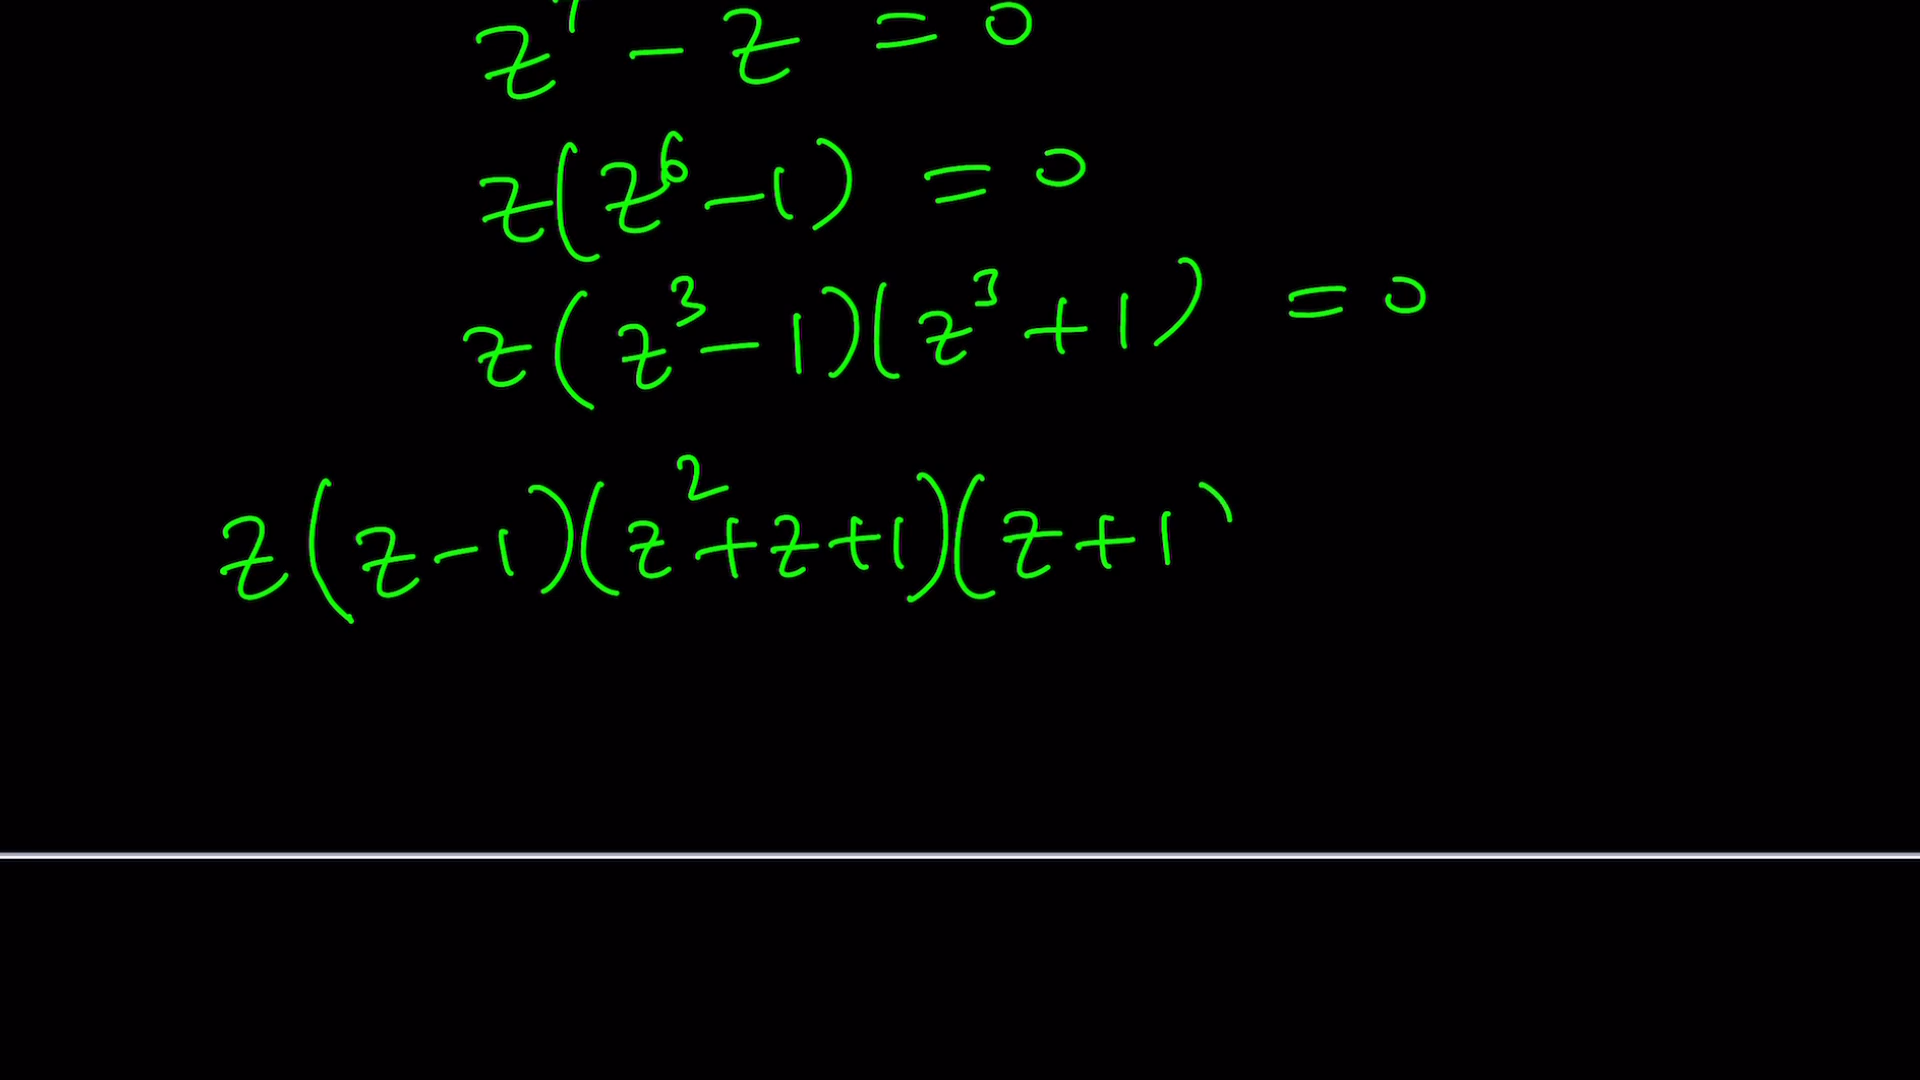 z⁷ − z = 0
z(z⁶ − 1) = 0
z(z³ − 1)(z³ + 1) = 0
z(z − 1)(z² + z + 1)(z + 1)